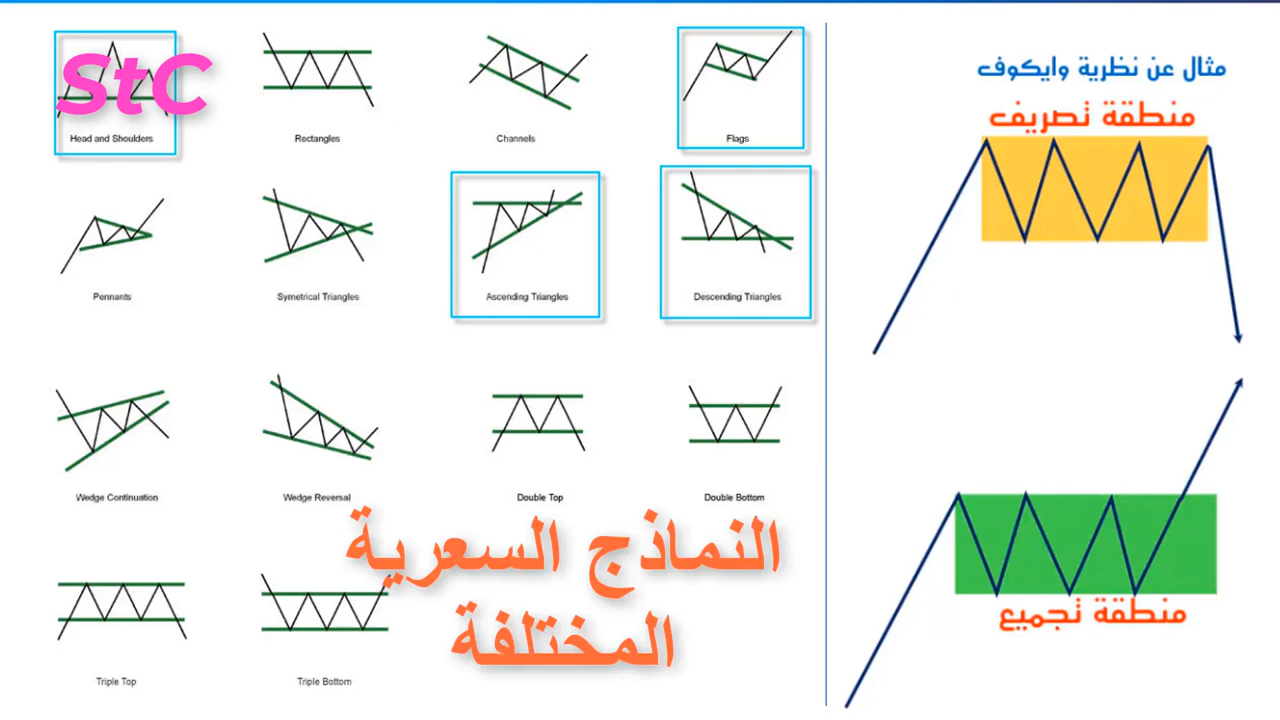 StC
Head and Shoulders
Rectangles
Channels
Flags
Pennants
Symetrical Triangles
Ascending Triangles
Descending Triangles
Wedge Continuation
Wedge Reversal
Double Top
Double Bottom
Triple Top
Triple Bottom
النماذج السعرية
المختلفة
مثال عن نظرية وايكوف
منطقة تصريف
منطقة تجميع